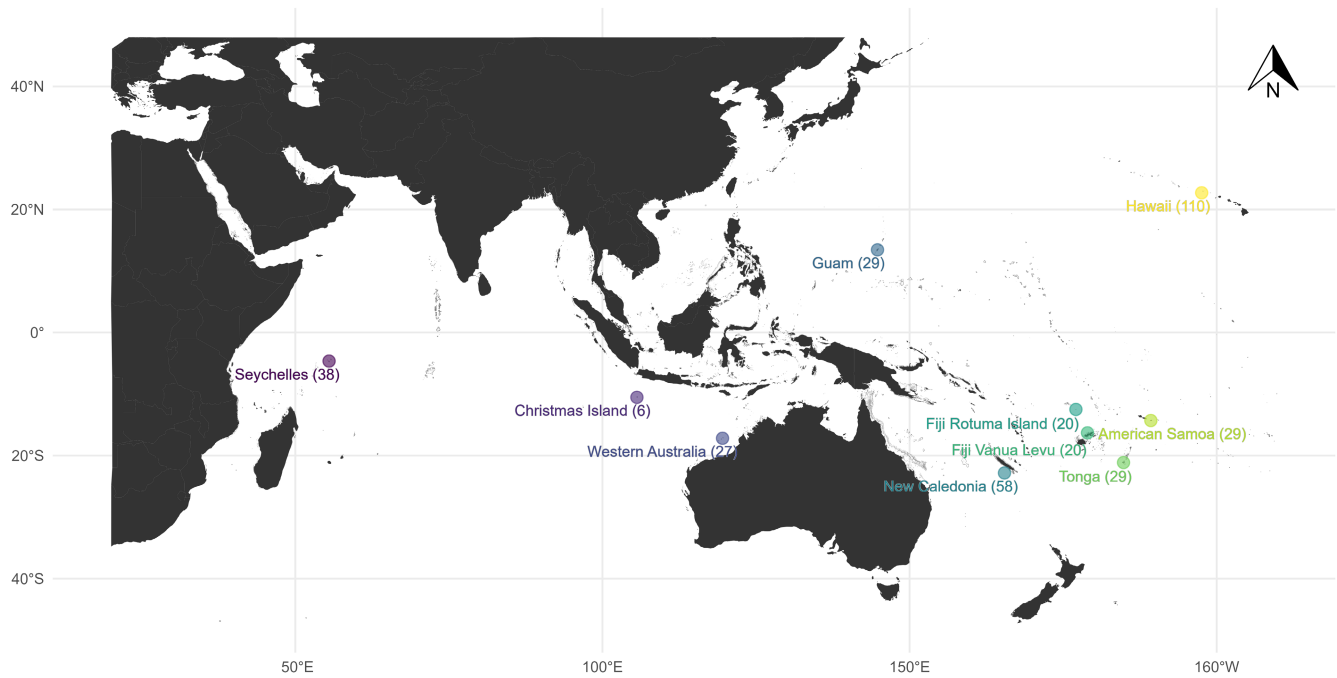 N
40°N
20°N
0°
20°S
40°S
Hawaii (110)
Guam (29)
Seychelles (38)
Christmas Island (6)
Fiji Rotuma Island (20)
American Samoa (29)
Western Australia (27)
Fiji Vanua Levu (20)
Tonga (29)
New Caledonia (58)
50°E
100°E
150°E
160°W